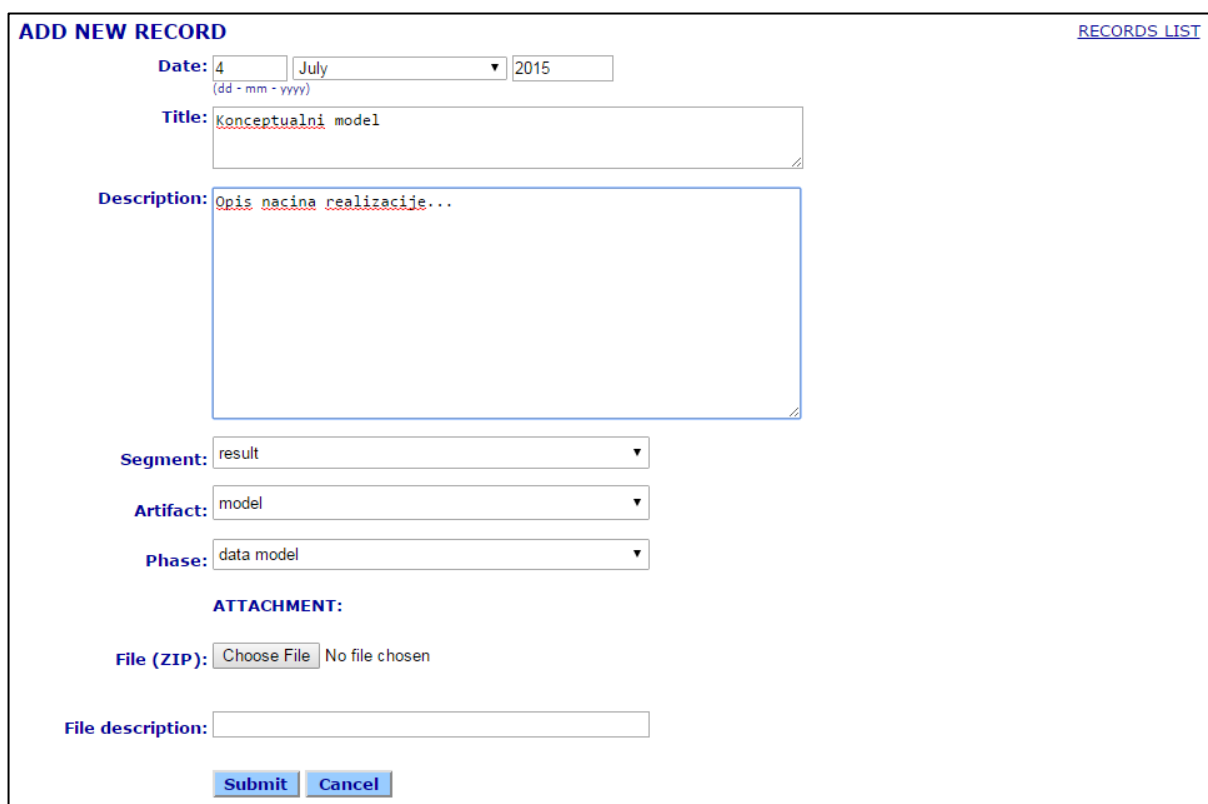 ADD NEW RECORD RECORDS LIST
Date: 4 July 2015
(dd - mm - yyyy)
Title: Konceptualni model
Description: Opis nacina realizacije...
Segment: result
Artifact: model
Phase: data model
ATTACHMENT:
File (ZIP): Choose File No file chosen
File description:
Submit Cancel